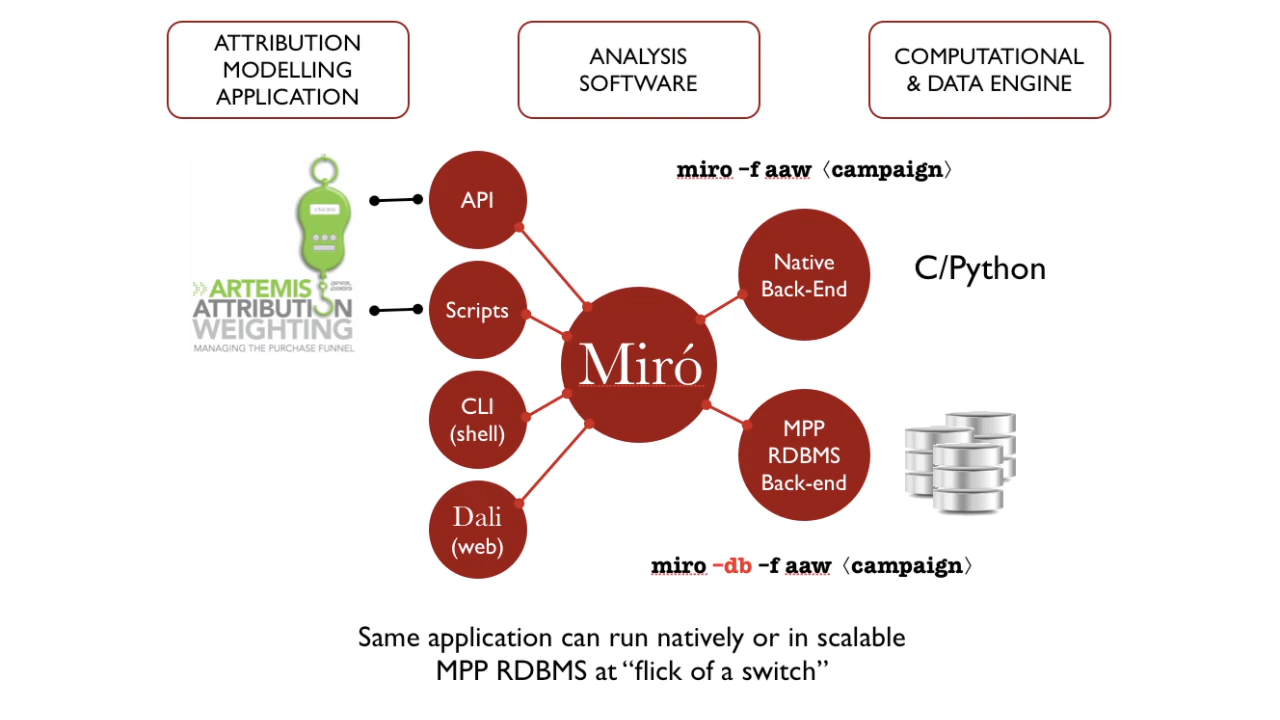 ATTRIBUTION
MODELLING
APPLICATION
ANALYSIS
SOFTWARE
COMPUTATIONAL
& DATA ENGINE
miro -f aaw 〈campaign〉
API
Native
Back-End
C/Python
ARTEMIS
ATTRIBUTION
WEIGHTING
MANAGING THE PURCHASE FUNNEL
Scripts
Miró
CLI
(shell)
MPP
RDBMS
Back-end
Dali
(web)
miro -db -f aaw 〈campaign〉
Same application can run natively or in scalable
MPP RDBMS at “flick of a switch”